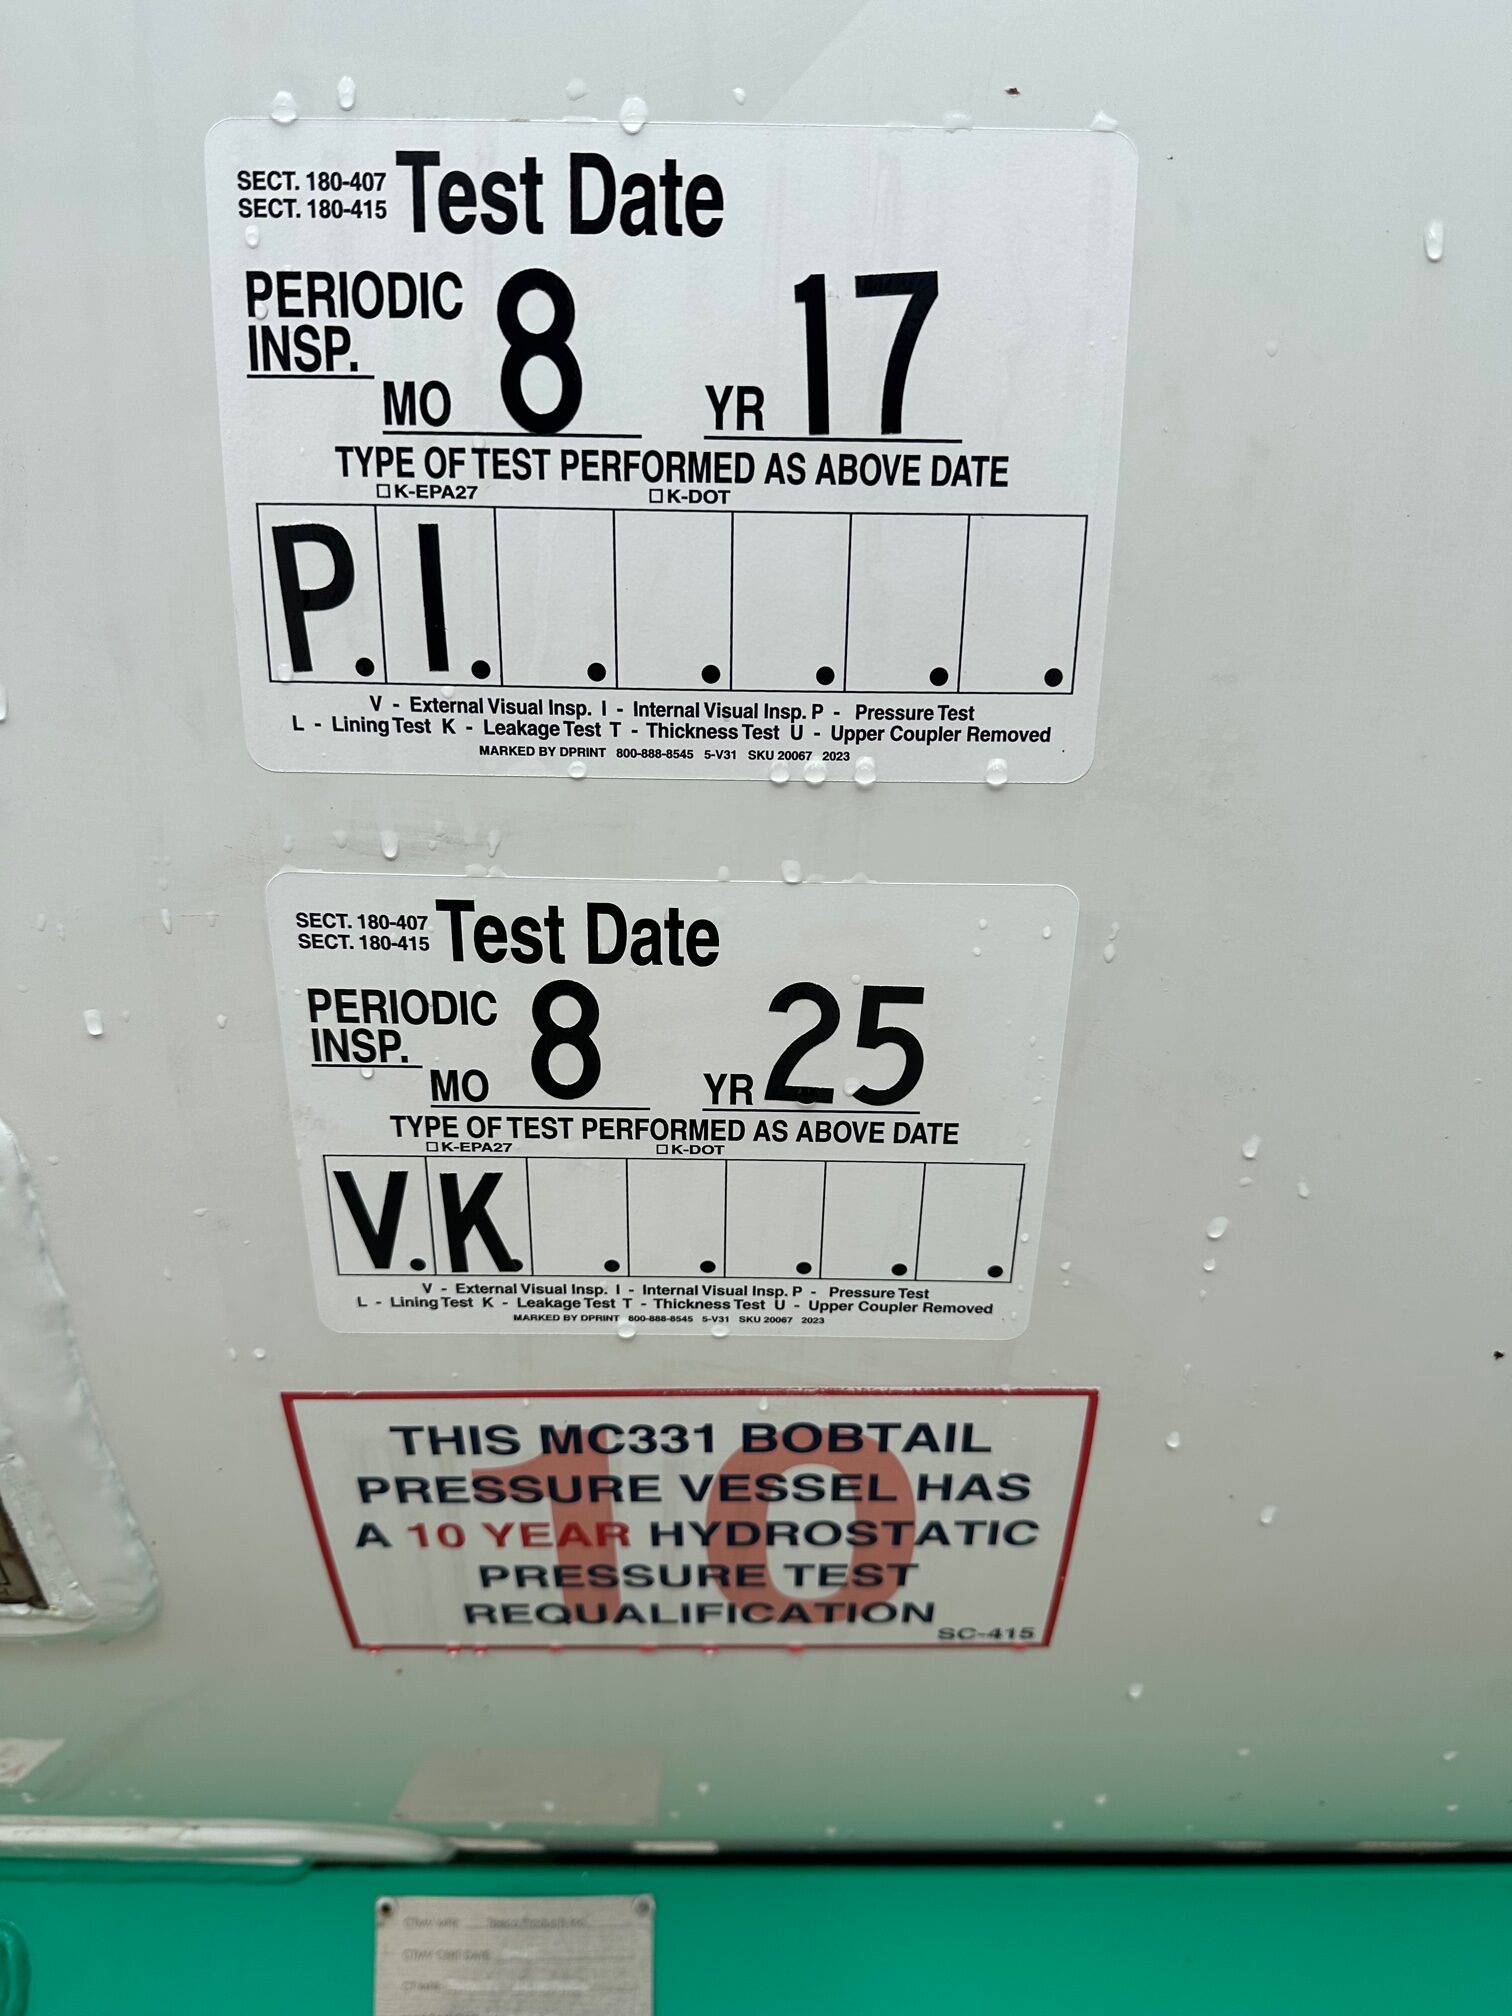 SECT. 180-407
SECT. 180-415
Test Date
PERIODIC
INSP.
MO 8 YR 17
TYPE OF TEST PERFORMED AS ABOVE DATE
☐ K-EPA27 ☐ K-DOT
P. I. . . . . .
V - External Visual Insp. I - Internal Visual Insp. P - Pressure Test
L - Lining Test K - Leakage Test T - Thickness Test U - Upper Coupler Removed
MARKED BY DPRINT 800-888-8545 5-V31 SKU 20067 2023
SECT. 180-407
SECT. 180-415
Test Date
PERIODIC
INSP.
MO 8 YR 25
TYPE OF TEST PERFORMED AS ABOVE DATE
☐ K-EPA27 ☐ K-DOT
V. K. . . . . .
V - External Visual Insp. I - Internal Visual Insp. P - Pressure Test
L - Lining Test K - Leakage Test T - Thickness Test U - Upper Coupler Removed
MARKED BY DPRINT 800-888-8545 5-V31 SKU 20067 2023
10
THIS MC331 BOBTAIL
PRESSURE VESSEL HAS
A 10 YEAR HYDROSTATIC
PRESSURE TEST
REQUALIFICATION
SC-415